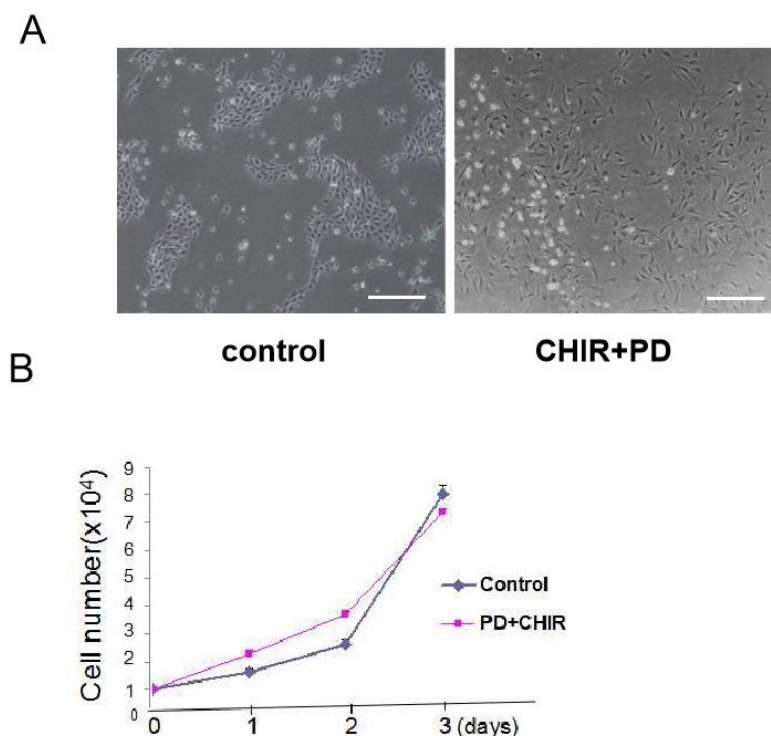 A
control
CHIR+PD
B
Cell number(x10⁴)
9
8
7
6
5
4
3
2
1
0
0 1 2 3 (days)
Control
PD+CHIR